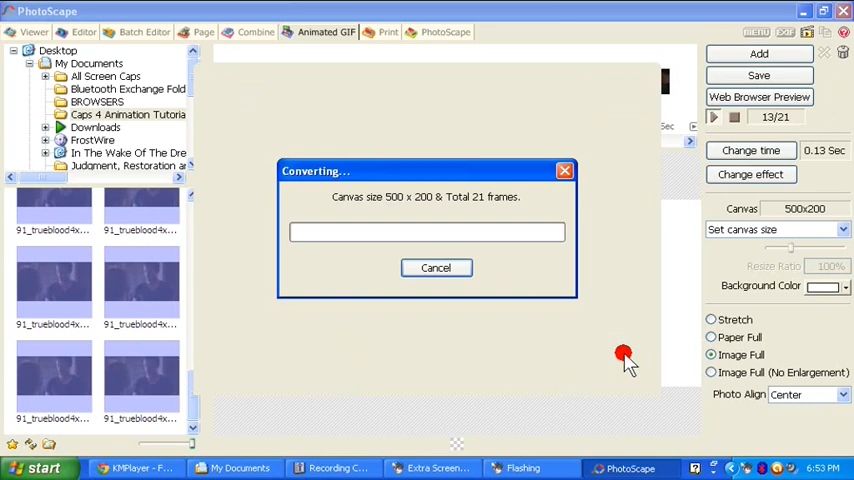 PhotoScape
Viewer Editor Batch Editor Page Combine Animated GIF Print PhotoScape MENU EXIF
Desktop
My Documents
All Screen Caps
Bluetooth Exchange Fold
BROWSERS
Caps 4 Animation Tutoria
Downloads
FrostWire
In The Wake Of The Dre
Judgment, Restoration ar
91_trueblood4x... 91_trueblood4x...
91_trueblood4x... 91_trueblood4x...
91_trueblood4x... 91_trueblood4x...
Converting...
Canvas size 500 x 200 & Total 21 frames.
Cancel
Sec
Add
Save
Web Browser Preview
13/21
Change time 0.13 Sec
Change effect
Canvas 500x200
Set canvas size
Resize Ratio 100%
Background Color
Stretch
Paper Full
Image Full
Image Full (No Enlargement)
Photo Align Center
start KMPlayer - F... My Documents Recording C... Extra Screen... Flashing PhotoScape 6:53 PM